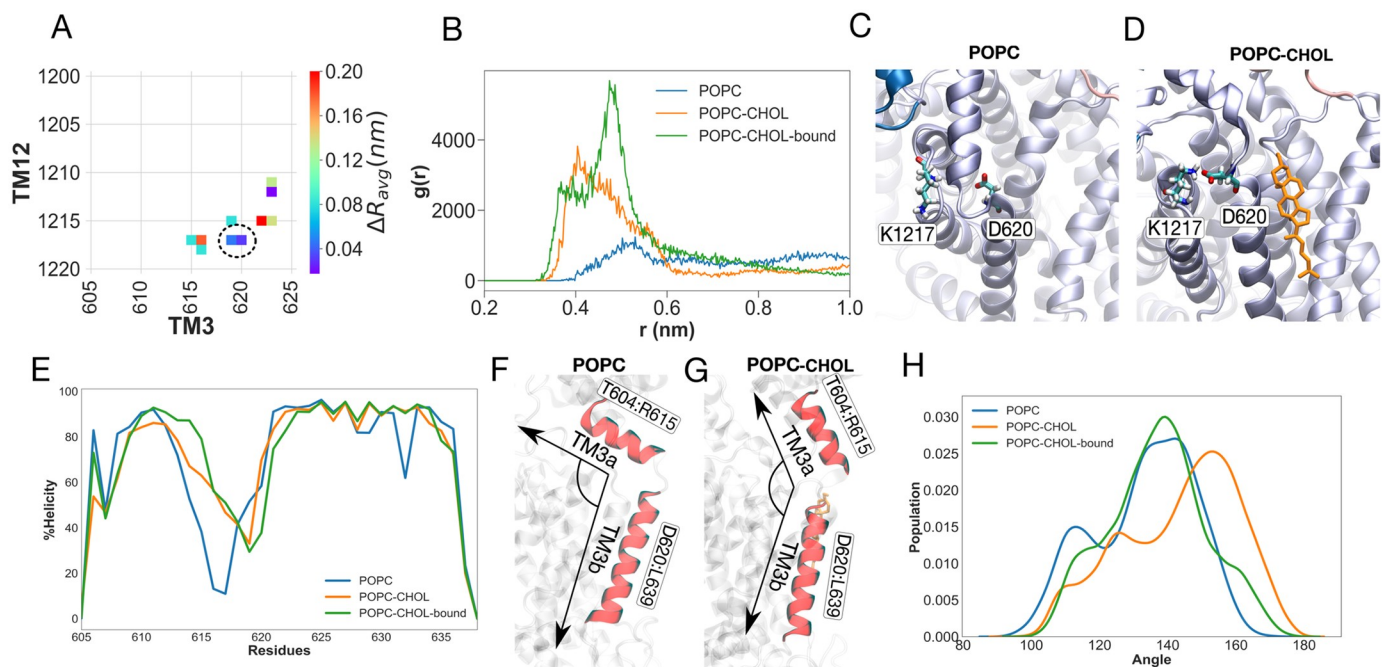 A
1200
1205
1210
1215
1220
TM12
605
610
615
620
625
TM3
0.20
0.16
0.12
0.08
0.04
ΔR_avg(nm)
B
POPC
POPC-CHOL
POPC-CHOL-bound
4000
2000
0
g(r)
0.2
0.4
0.6
0.8
1.0
r (nm)
C
POPC
K1217
D620
D
POPC-CHOL
K1217
D620
E
100
80
60
40
20
0
%Helicity
POPC
POPC-CHOL
POPC-CHOL-bound
605
610
615
620
625
630
635
Residues
F
POPC
T604:R615
TM3a
TM3b
D620:L639
G
POPC-CHOL
T604:R615
TM3a
TM3b
D620:L639
H
POPC
POPC-CHOL
POPC-CHOL-bound
0.030
0.025
0.020
0.015
0.010
0.005
0.000
Population
80
100
120
140
160
180
Angle